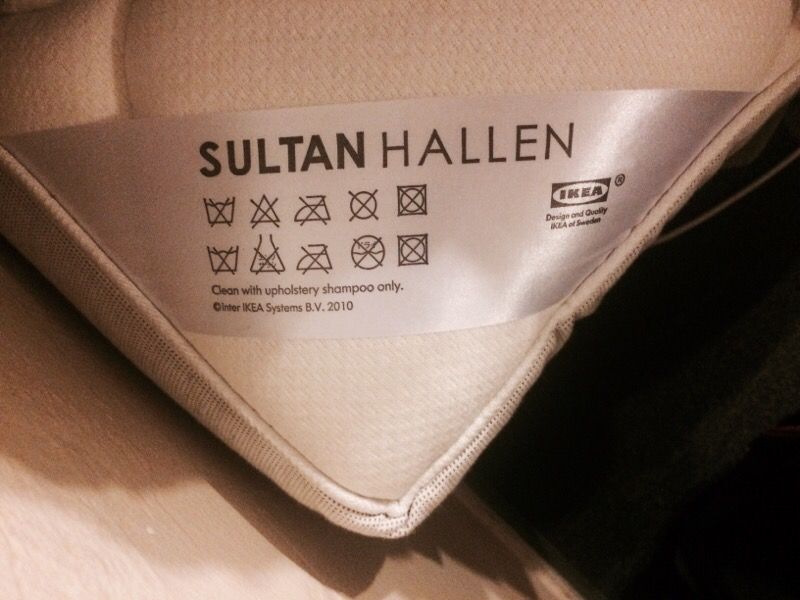 SULTAN HALLEN
IKEA®
Design and Quality
IKEA of Sweden
Clean with upholstery shampoo only.
©Inter IKEA Systems B.V. 2010